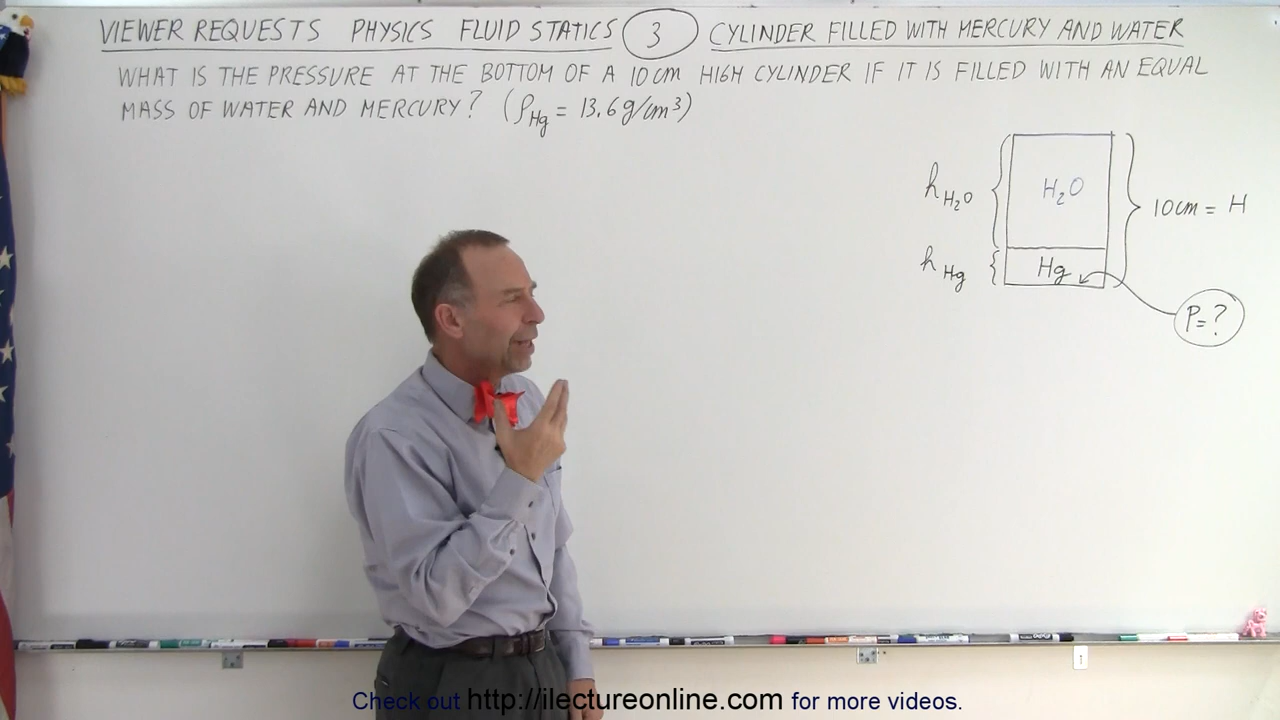 VIEWER REQUESTS PHYSICS FLUID STATICS 3 CYLINDER FILLED WITH MERCURY AND WATER
WHAT IS THE PRESSURE AT THE BOTTOM OF A 10 cm HIGH CYLINDER IF IT IS FILLED WITH AN EQUAL
MASS OF WATER AND MERCURY? (ρHg = 13.6 g/cm³)
hH₂O H₂O 10 cm = H
hHg Hg
P=?
Check out http://ilectureonline.com for more videos.